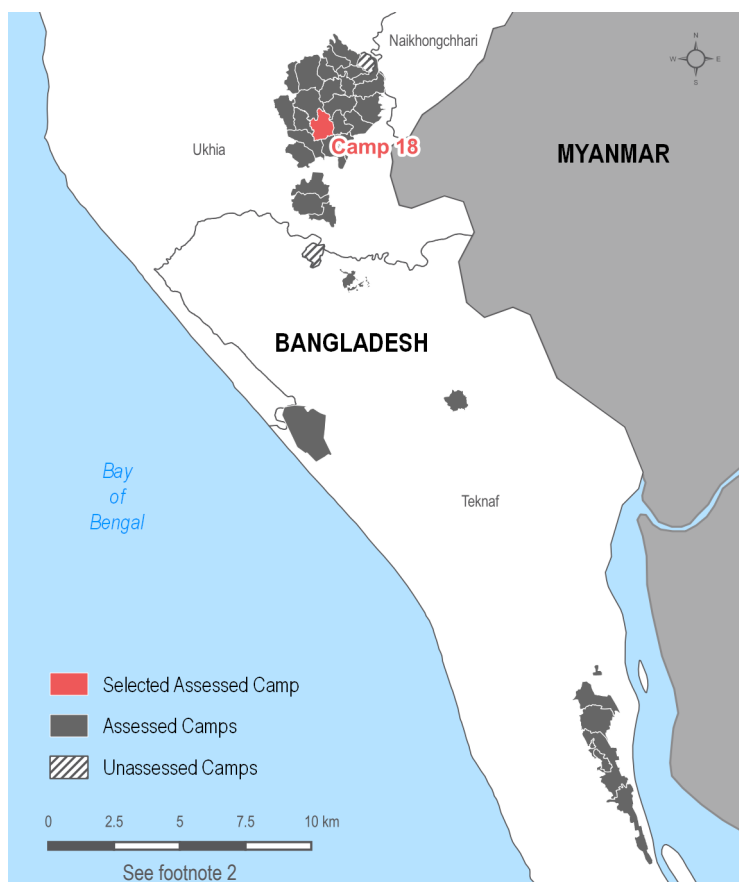 Naikhongchhari
N
W
E
S
Ukhia
Camp 18
MYANMAR
BANGLADESH
Bay
of
Bengal
Teknaf
Selected Assessed Camp
Assessed Camps
Unassessed Camps
0 2.5 5 7.5 10 km
See footnote 2